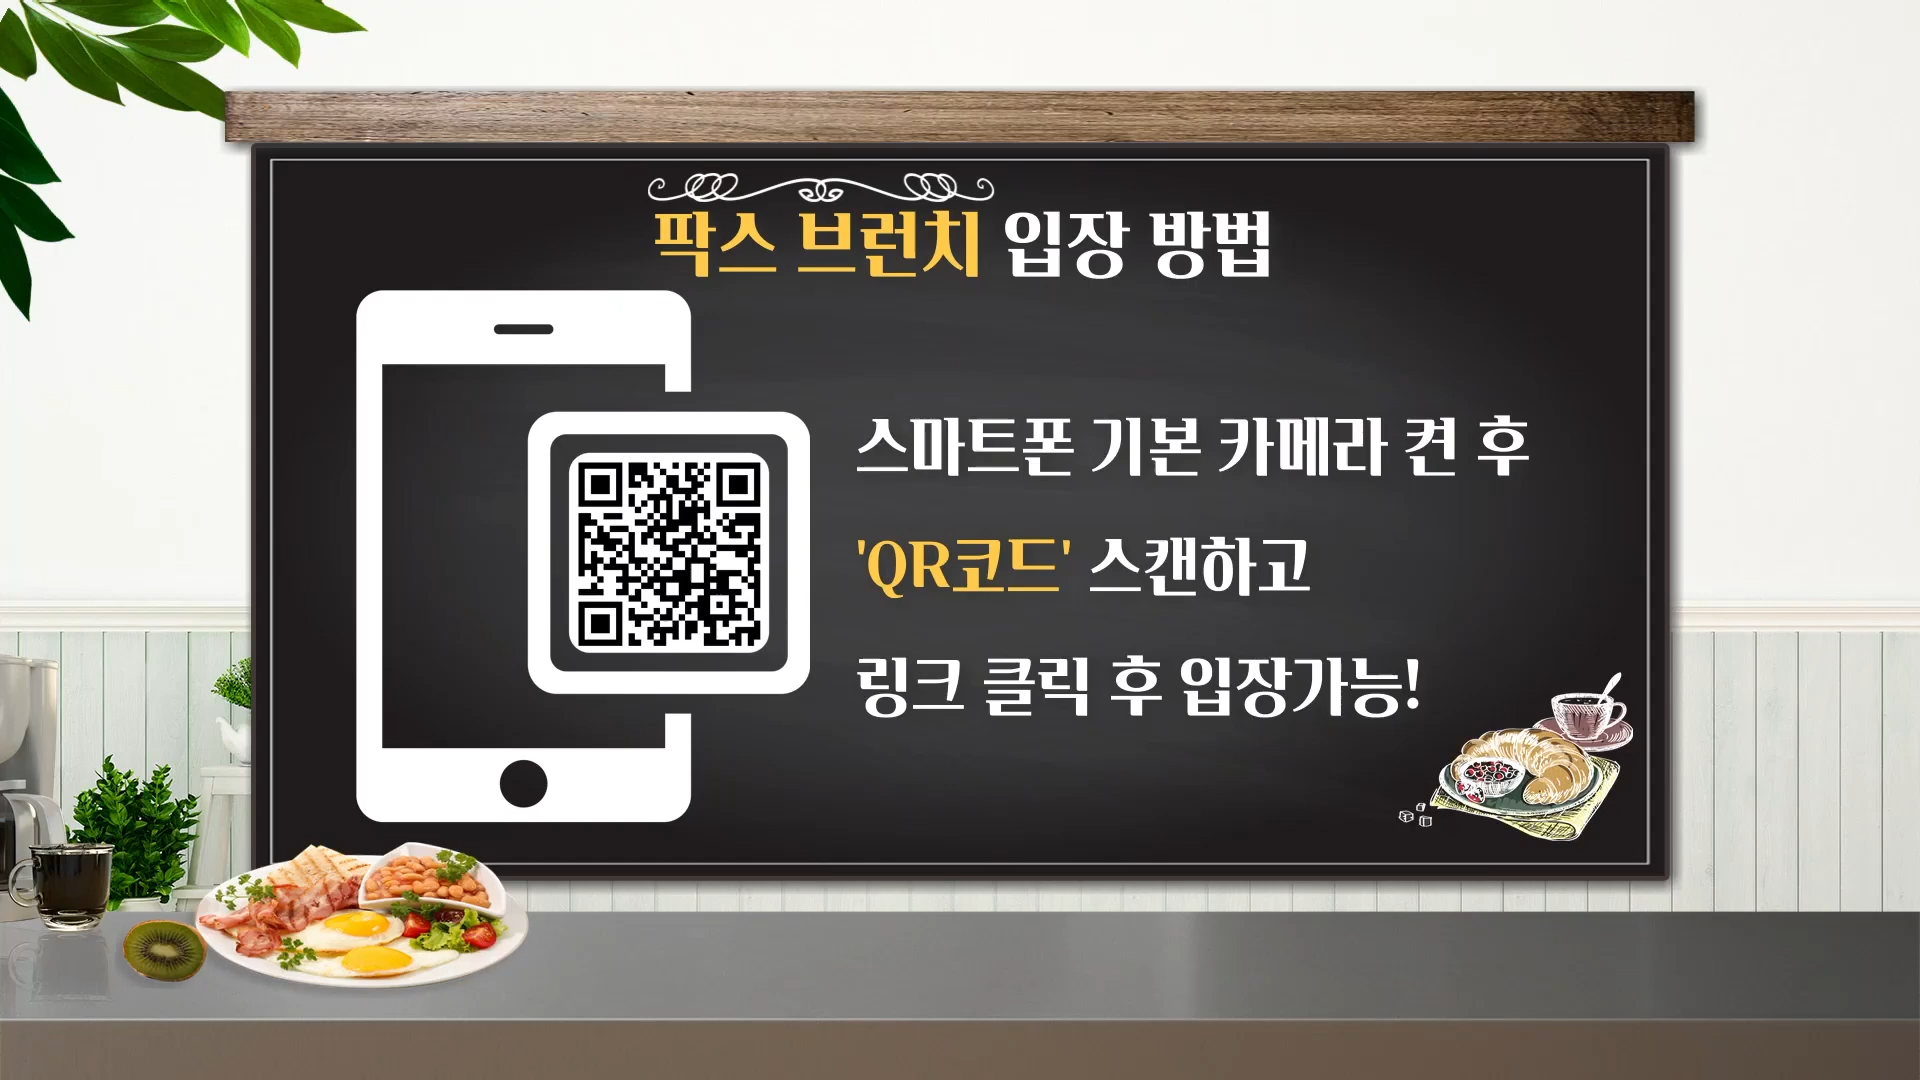 팍스 브런치 입장 방법
스마트폰 기본 카메라 켠 후
'QR코드' 스캔하고
링크 클릭 후 입장가능!